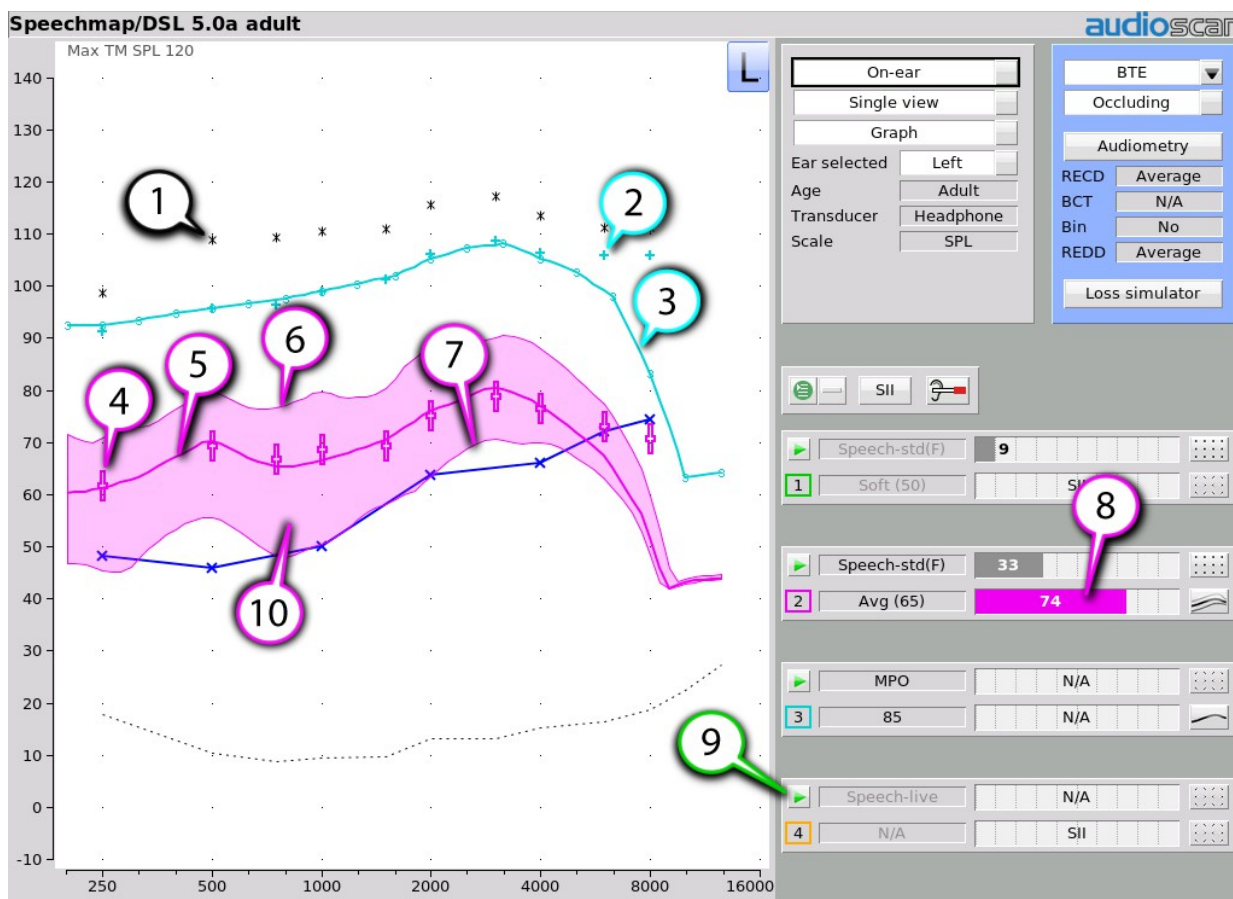 Speechmap/DSL 5.0a adult
audioscan
Max TM SPL 120
L
140
130
120
110
100
90
80
70
60
50
40
30
20
10
0
-10
250 500 1000 2000 4000 8000 16000
1
2
3
4
5
6
7
8
9
10
On-ear
Single view
Graph
Ear selected Left
Age Adult
Transducer Headphone
Scale SPL
BTE
Occluding
Audiometry
RECD Average
BCT N/A
Bin No
REDD Average
Loss simulator
SII
Speech-std(F) 9
1 Soft (50)
Speech-std(F) 33
2 Avg (65) 74
MPO N/A
3 85 N/A
Speech-live N/A
4 N/A SII